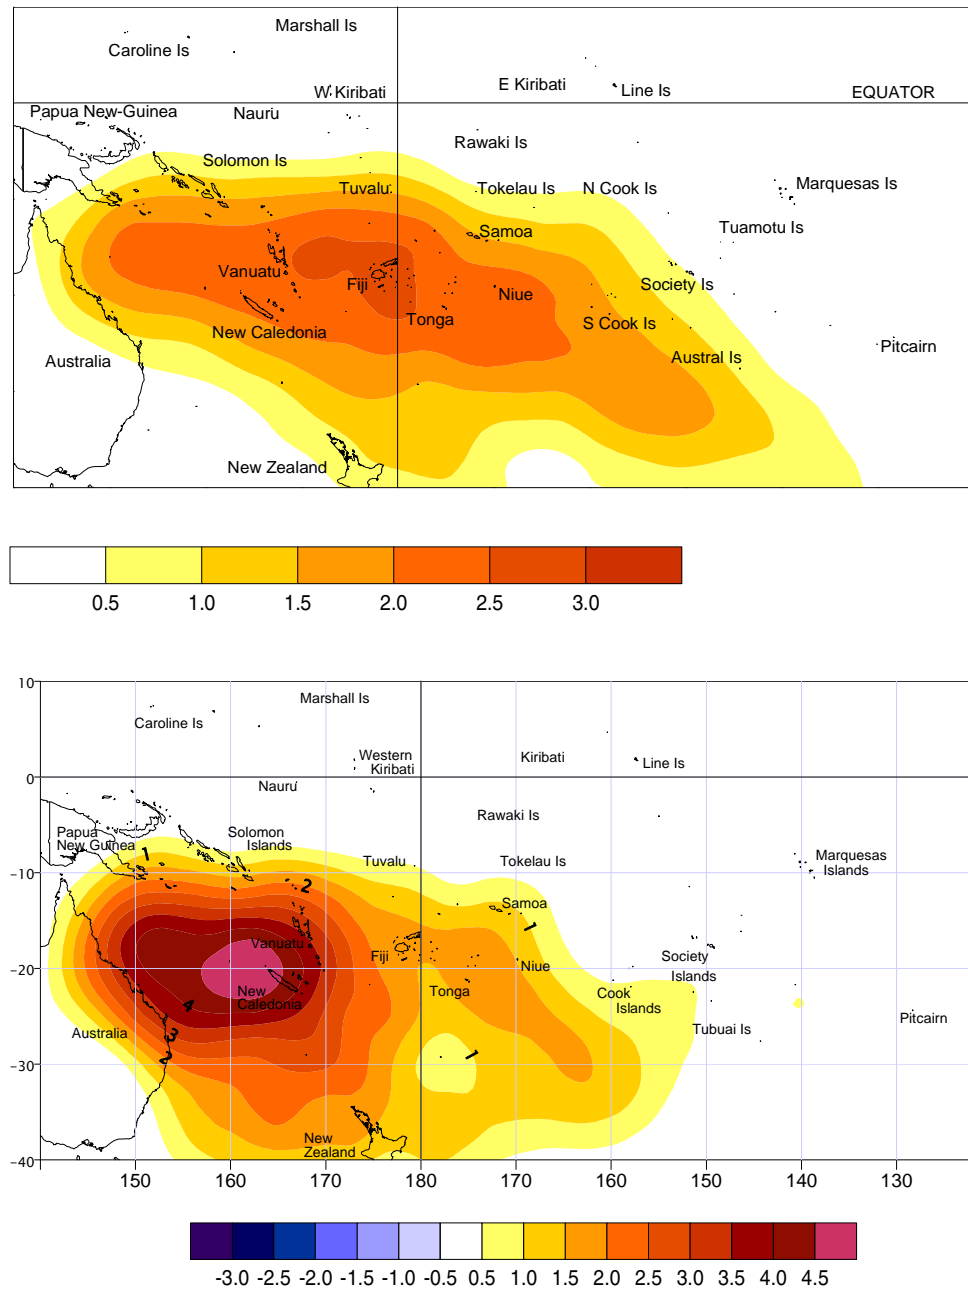 Marshall Is
Caroline Is
W Kiribati
E Kiribati
Line Is
EQUATOR
Papua New-Guinea
Nauru
Rawaki Is
Solomon Is
Tuvalu
Tokelau Is
N Cook Is
Marquesas Is
Samoa
Tuamotu Is
Vanuatu
Fiji
Niue
Society Is
New Caledonia
Tonga
S Cook Is
Australia
Austral Is
Pitcairn
New Zealand
0.5 1.0 1.5 2.0 2.5 3.0
10
Marshall Is
Caroline Is
Western
Kiribati
Kiribati
Line Is
0
Nauru
Rawaki Is
Papua
New Guinea
Solomon
Islands
1
Tuvalu
Tokelau Is
Marquesas
Islands
-10
2
Samoa
1
Vanuatu
Fiji
Niue
Society
Islands
-20
New
Caledonia
Tonga
Cook
Islands
4
Australia
3
2
Tubuai Is
Pitcairn
1
-30
New
Zealand
-40
150 160 170 180 170 160 150 140 130
-3.0 -2.5 -2.0 -1.5 -1.0 -0.5 0.5 1.0 1.5 2.0 2.5 3.0 3.5 4.0 4.5